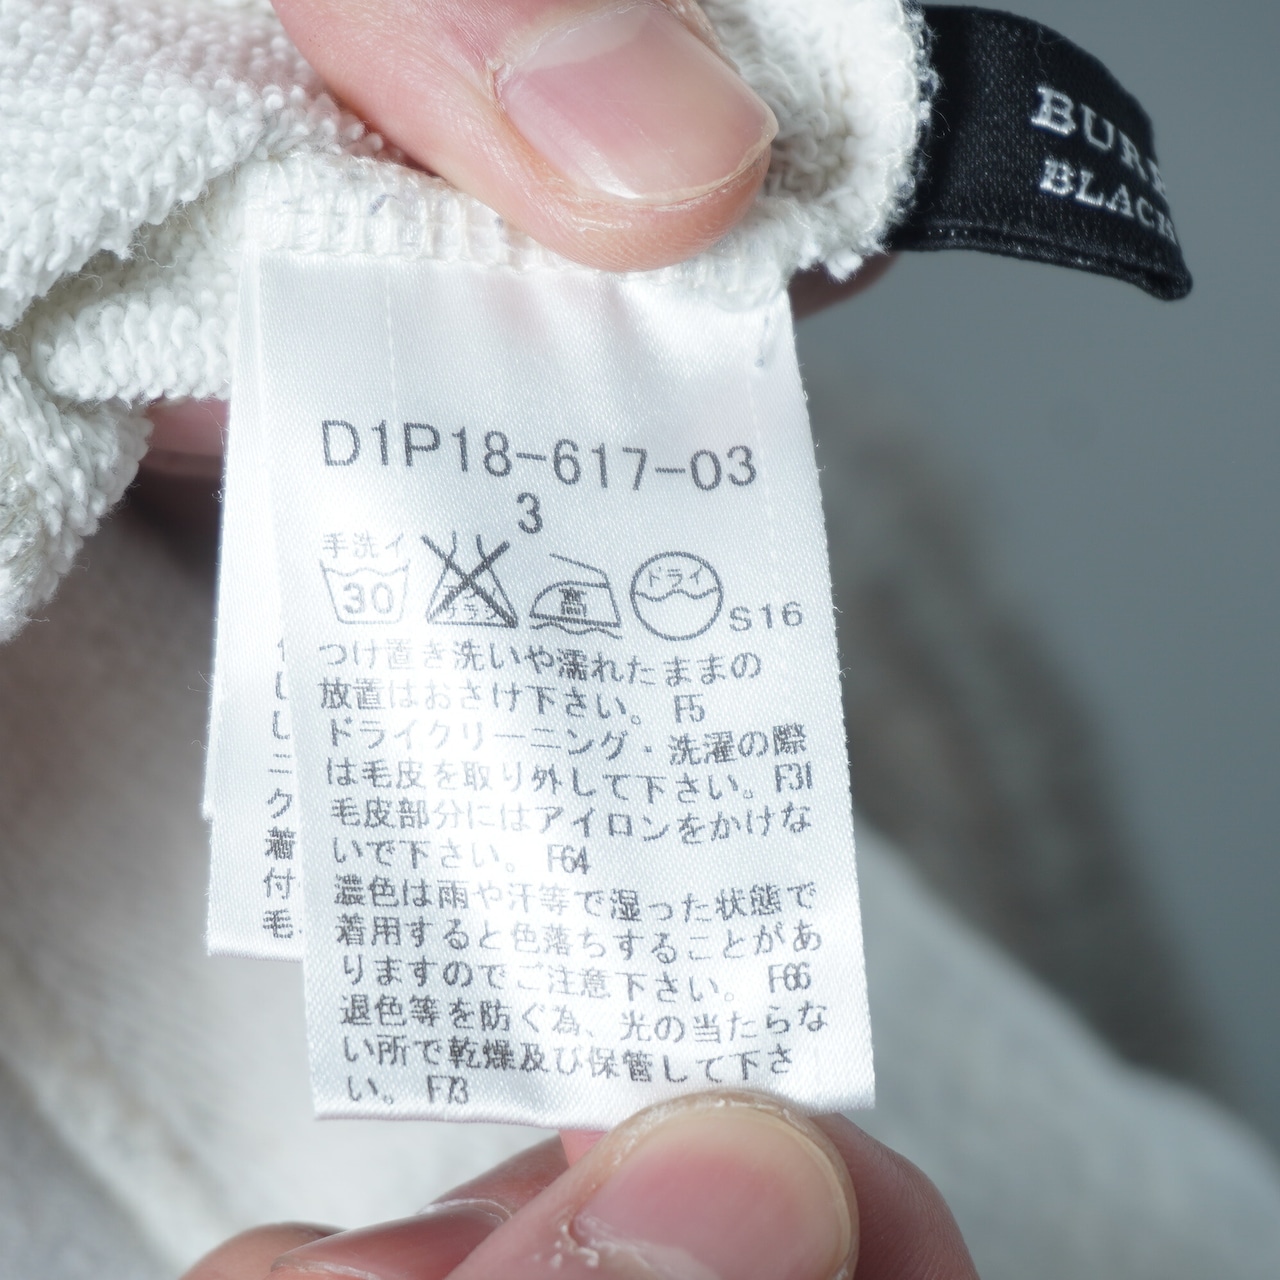 BUR
BLACK
D1P18-617-03
3
手洗イ
30
高
ドライ
S16
つけ置き洗いや濡れたままの
放置はおさけ下さい。 F5
ドライクリーニング・洗濯の際
は毛皮を取り外して下さい。 F31
毛皮部分にはアイロンをかけな
いで下さい。 F64
濃色は雨や汗等で湿った状態で
着用すると色落ちすることがあ
りますのでご注意下さい。 F66
退色等を防ぐ為、光の当たらな
い所で乾燥及び保管して下さ
い。 F73
し
ニ
ク
着
付
毛